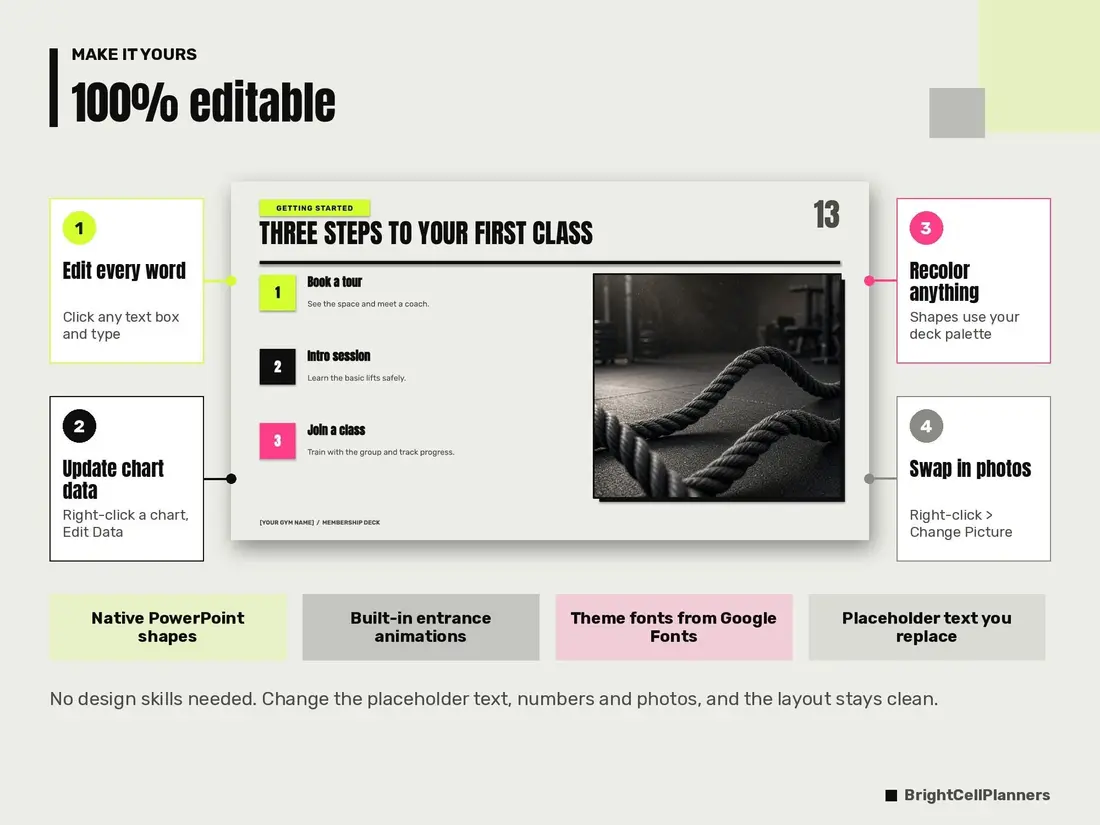 MAKE IT YOURS
100% editable
1
Edit every word
Click any text box
and type
2
Update chart
data
Right-click a chart,
Edit Data
GETTING STARTED
THREE STEPS TO YOUR FIRST CLASS
13
1
Book a tour
See the space and meet a coach.
2
Intro session
Learn the basic lifts safely.
3
Join a class
Train with the group and track progress.
[YOUR GYM NAME] / MEMBERSHIP DECK
3
Recolor
anything
Shapes use your
deck palette
4
Swap in photos
Right-click >
Change Picture
Native PowerPoint
shapes
Built-in entrance
animations
Theme fonts from Google
Fonts
Placeholder text you
replace
No design skills needed. Change the placeholder text, numbers and photos, and the layout stays clean.
BrightCellPlanners